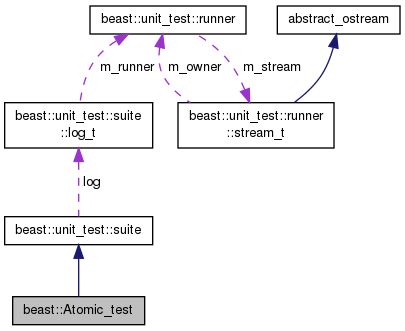 beast::unit_test::runner
abstract_ostream
m_runner
m_owner
m_stream
beast::unit_test::suite
::log_t
beast::unit_test::runner
::stream_t
log
beast::unit_test::suite
beast::Atomic_test